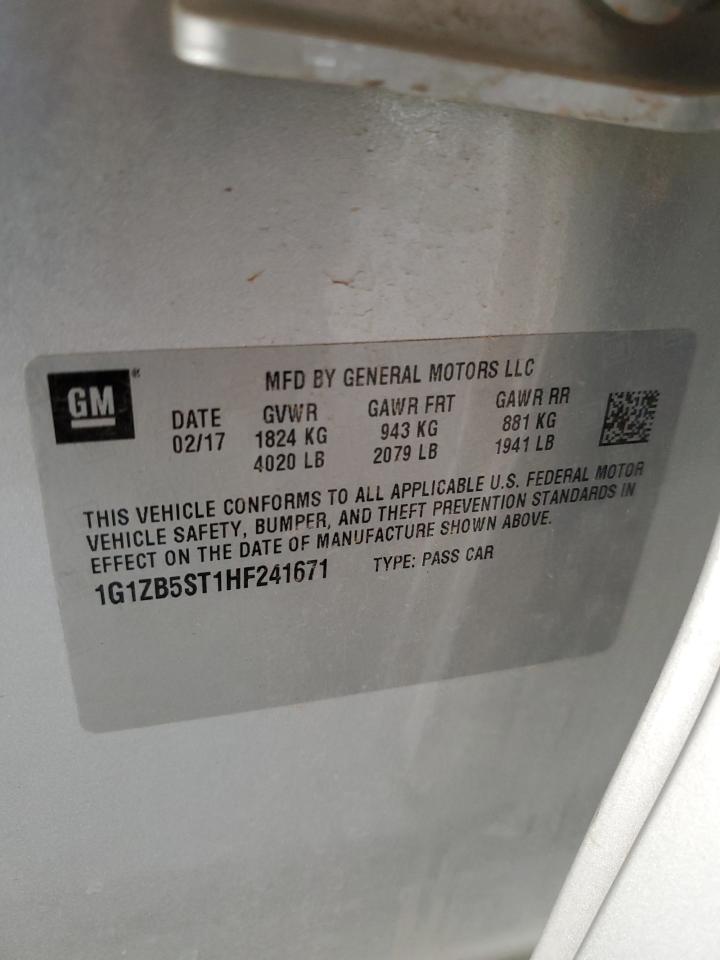 GM®
MFD BY GENERAL MOTORS LLC
DATE GVWR GAWR FRT GAWR RR
02/17 1824 KG 943 KG 881 KG
4020 LB 2079 LB 1941 LB
THIS VEHICLE CONFORMS TO ALL APPLICABLE U.S. FEDERAL MOTOR
VEHICLE SAFETY, BUMPER, AND THEFT PREVENTION STANDARDS IN
EFFECT ON THE DATE OF MANUFACTURE SHOWN ABOVE.
1G1ZB5ST1HF241671 TYPE: PASS CAR